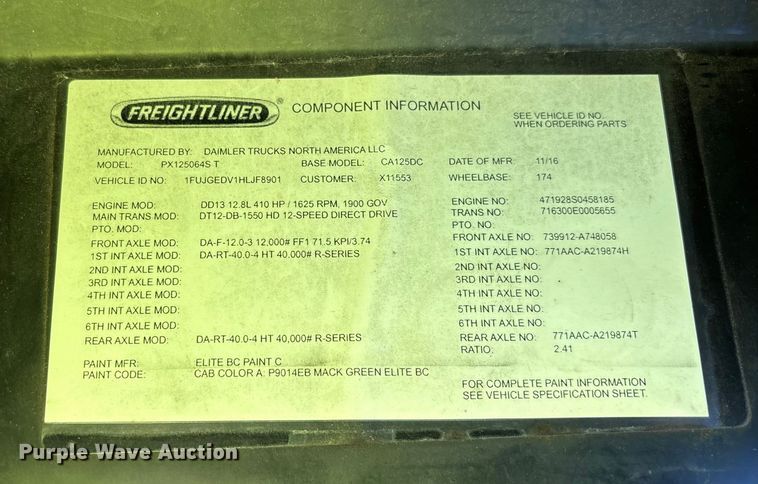 FREIGHTLINER ® COMPONENT INFORMATION
SEE VEHICLE ID NO.
WHEN ORDERING PARTS
MANUFACTURED BY: DAIMLER TRUCKS NORTH AMERICA LLC
MODEL: PX125064S T BASE MODEL: CA125DC DATE OF MFR: 11/16
VEHICLE ID NO: 1FUJGEDV1HLJF8901 CUSTOMER: X11553 WHEELBASE: 174
ENGINE MOD: DD13 12.8L 410 HP / 1625 RPM, 1900 GOV ENGINE NO: 471928S0458185
MAIN TRANS MOD: DT12-DB-1550 HD 12-SPEED DIRECT DRIVE TRANS NO: 716300E0005655
PTO. MOD: PTO. NO:
FRONT AXLE MOD: DA-F-12.0-3 12,000# FF1 71.5 KPI/3.74 FRONT AXLE NO: 739912-A748058
1ST INT AXLE MOD: DA-RT-40.0-4 HT 40,000# R-SERIES 1ST INT AXLE NO: 771AAC-A219874H
2ND INT AXLE MOD: 2ND INT AXLE NO:
3RD INT AXLE MOD: 3RD INT AXLE NO:
4TH INT AXLE MOD: 4TH INT AXLE NO:
5TH INT AXLE MOD: 5TH INT AXLE NO:
6TH INT AXLE MOD: 6TH INT AXLE NO:
REAR AXLE MOD: DA-RT-40.0-4 HT 40,000# R-SERIES REAR AXLE NO: 771AAC-A219874T
RATIO: 2.41
PAINT MFR: ELITE BC PAINT C
PAINT CODE: CAB COLOR A: P9014EB MACK GREEN ELITE BC
FOR COMPLETE PAINT INFORMATION
SEE VEHICLE SPECIFICATION SHEET.
Purple Wave Auction